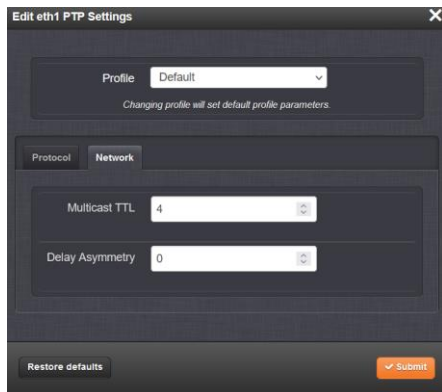 Edit eth1 PTP Settings
Profile Default
Changing profile will set default profile parameters.
Protocol Network
Multicast TTL 4
Delay Asymmetry 0
Restore defaults Submit